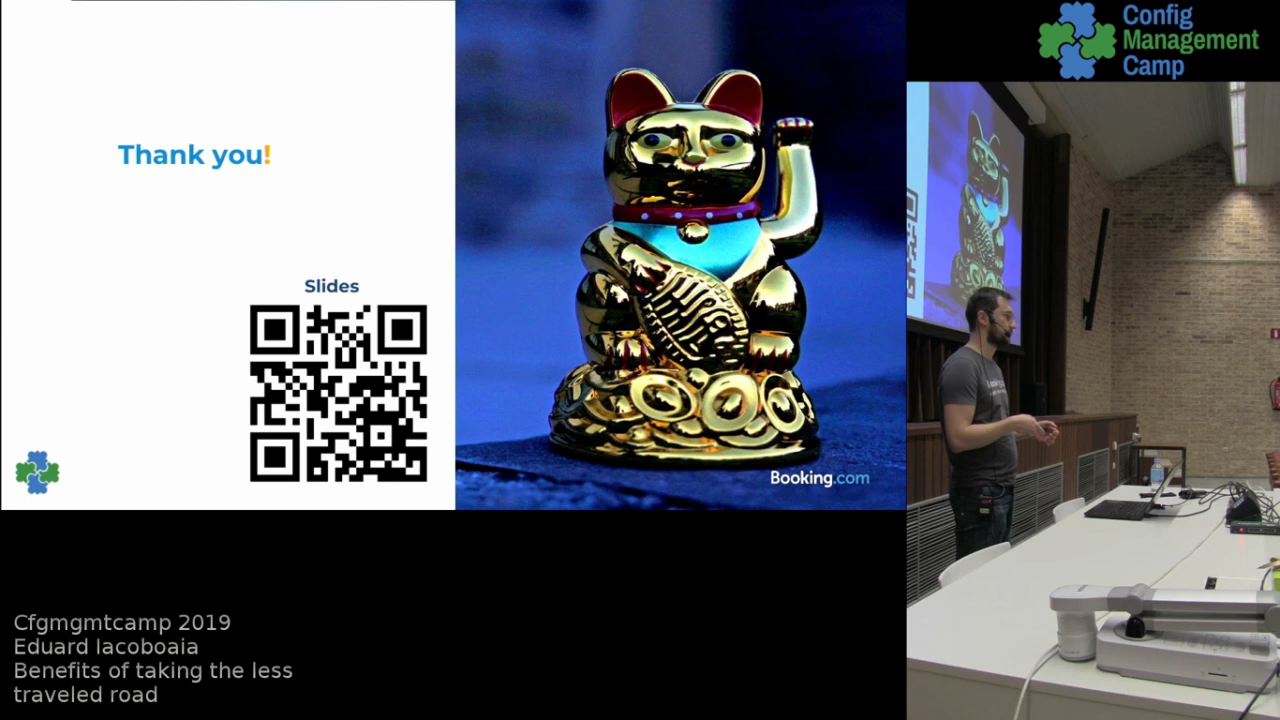 Thank you!
Slides
Booking.com
Config
Management
Camp
Cfgmgmtcamp 2019
Eduard Iacoboaia
Benefits of taking the less
traveled road